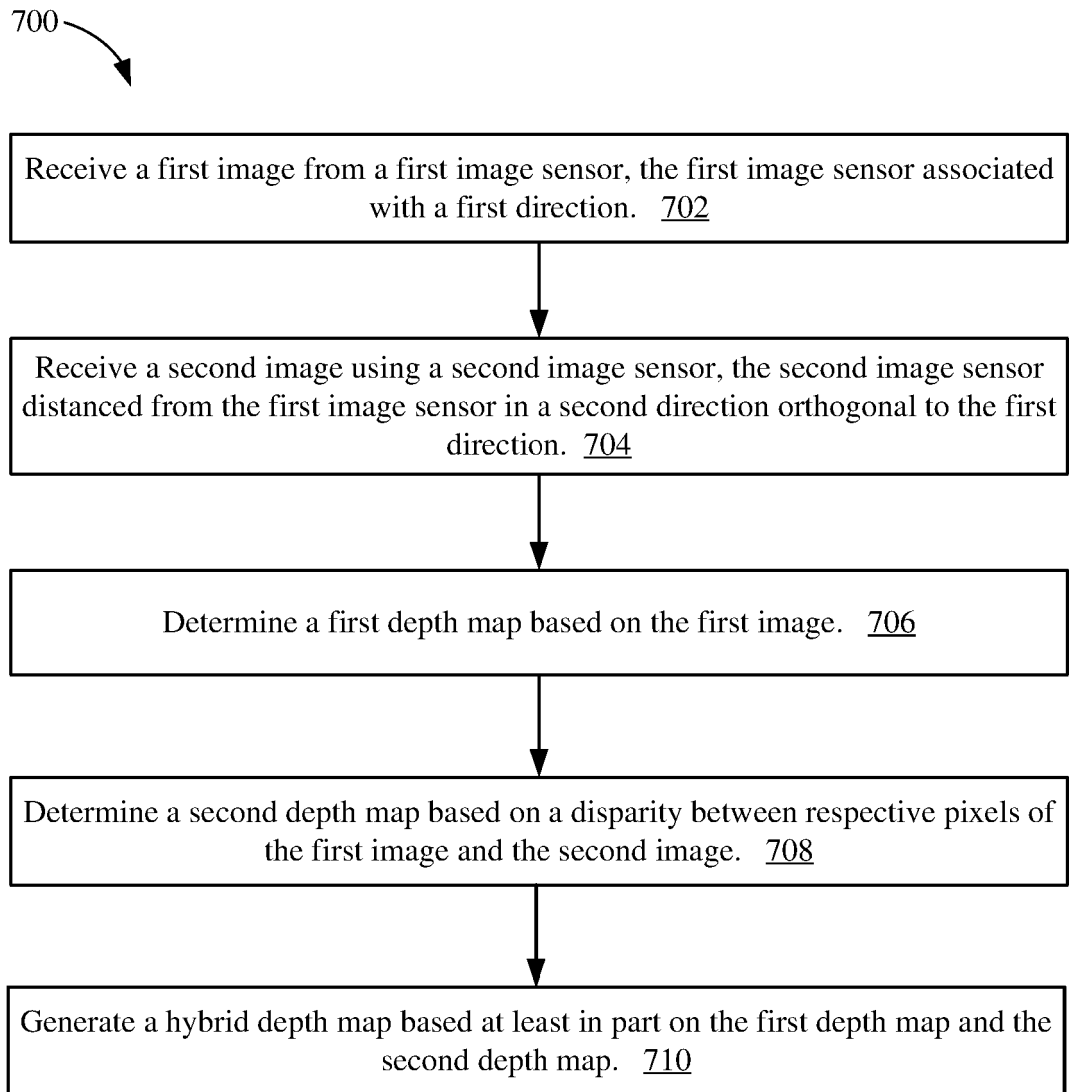 700
Receive a first image from a first image sensor, the first image sensor associated
with a first direction. 702
Receive a second image using a second image sensor, the second image sensor
distanced from the first image sensor in a second direction orthogonal to the first
direction. 704
Determine a first depth map based on the first image. 706
Determine a second depth map based on a disparity between respective pixels of
the first image and the second image. 708
Generate a hybrid depth map based at least in part on the first depth map and the
second depth map. 710